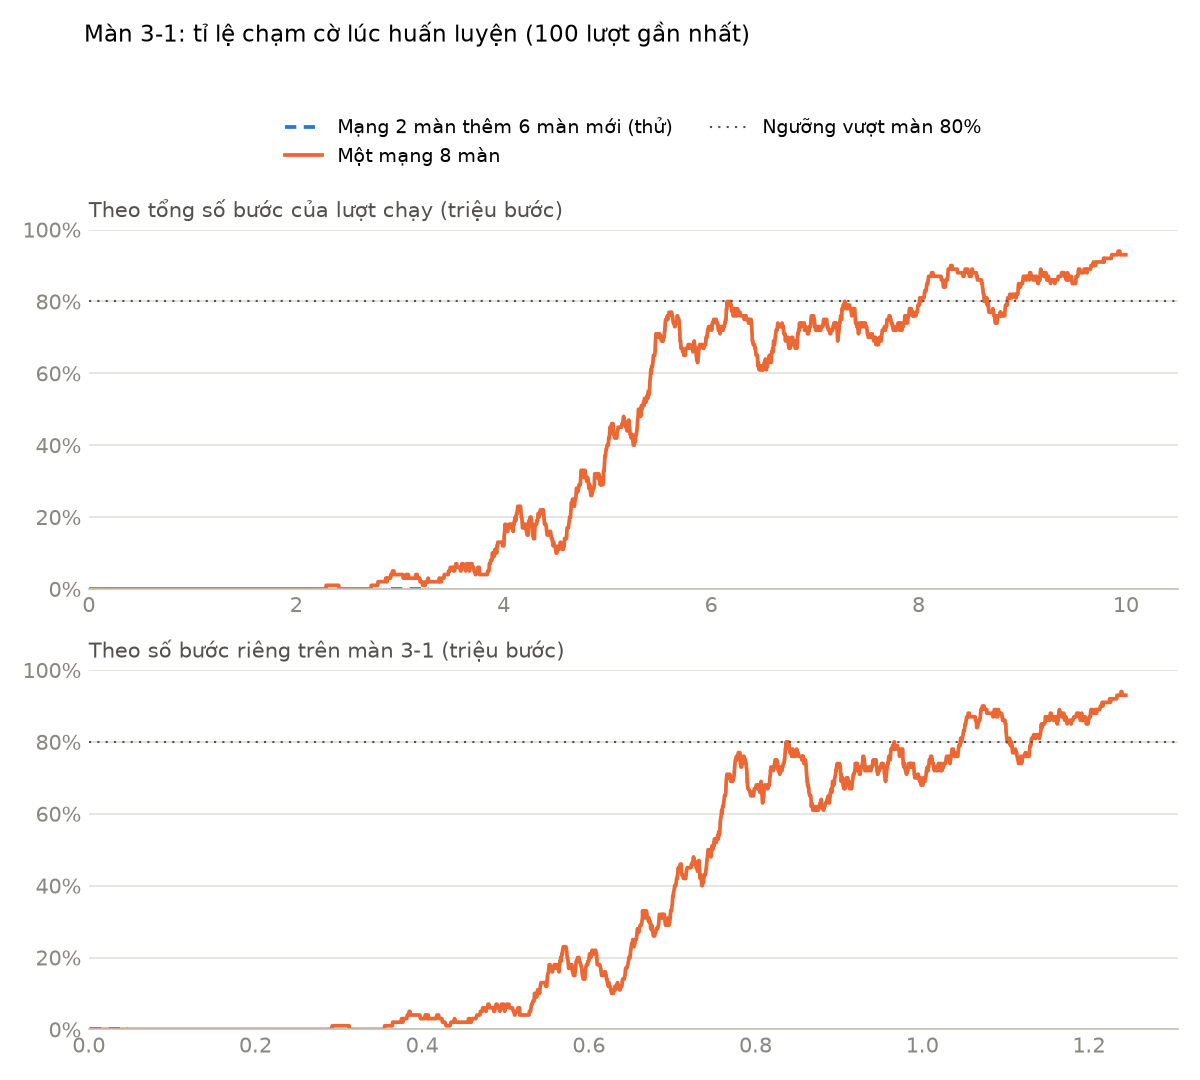 Màn 3-1: tỉ lệ chạm cờ lúc huấn luyện (100 lượt gần nhất)
Mạng 2 màn thêm 6 màn mới (thử)
Ngưỡng vượt màn 80%
Một mạng 8 màn
Theo tổng số bước của lượt chạy (triệu bước)
100%
80%
60%
40%
20%
0%
0 2 4 6 8 10
Theo số bước riêng trên màn 3-1 (triệu bước)
100%
80%
60%
40%
20%
0%
0.0 0.2 0.4 0.6 0.8 1.0 1.2